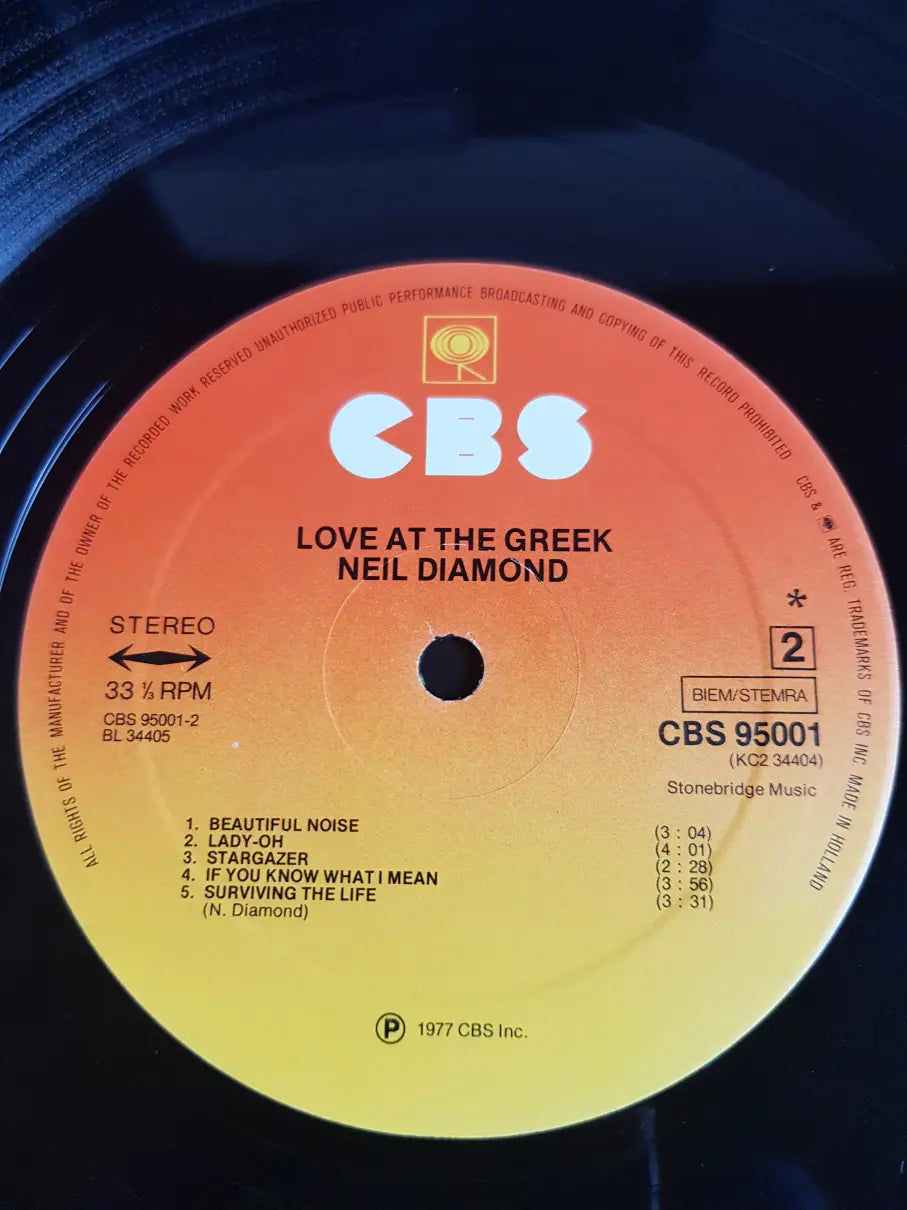 ALL RIGHTS OF THE MANUFACTURER AND OF THE OWNER OF THE RECORDED WORK RESERVED UNAUTHORIZED PUBLIC PERFORMANCE BROADCASTING AND COPYING OF THIS RECORD PROHIBITED
CBS & ARE REG. TRADEMARKS OF CBS INC. MADE IN HOLLAND
CBS
LOVE AT THE GREEK
NEIL DIAMOND
STEREO
33 ⅓ RPM
CBS 95001-2
BL 34405
*
2
BIEM/STEMRA
CBS 95001
(KC2 34404)
Stonebridge Music
1. BEAUTIFUL NOISE (3 : 04)
2. LADY-OH (4 : 01)
3. STARGAZER (2 : 28)
4. IF YOU KNOW WHAT I MEAN (3 : 56)
5. SURVIVING THE LIFE (3 : 31)
(N. Diamond)
Ⓟ 1977 CBS Inc.